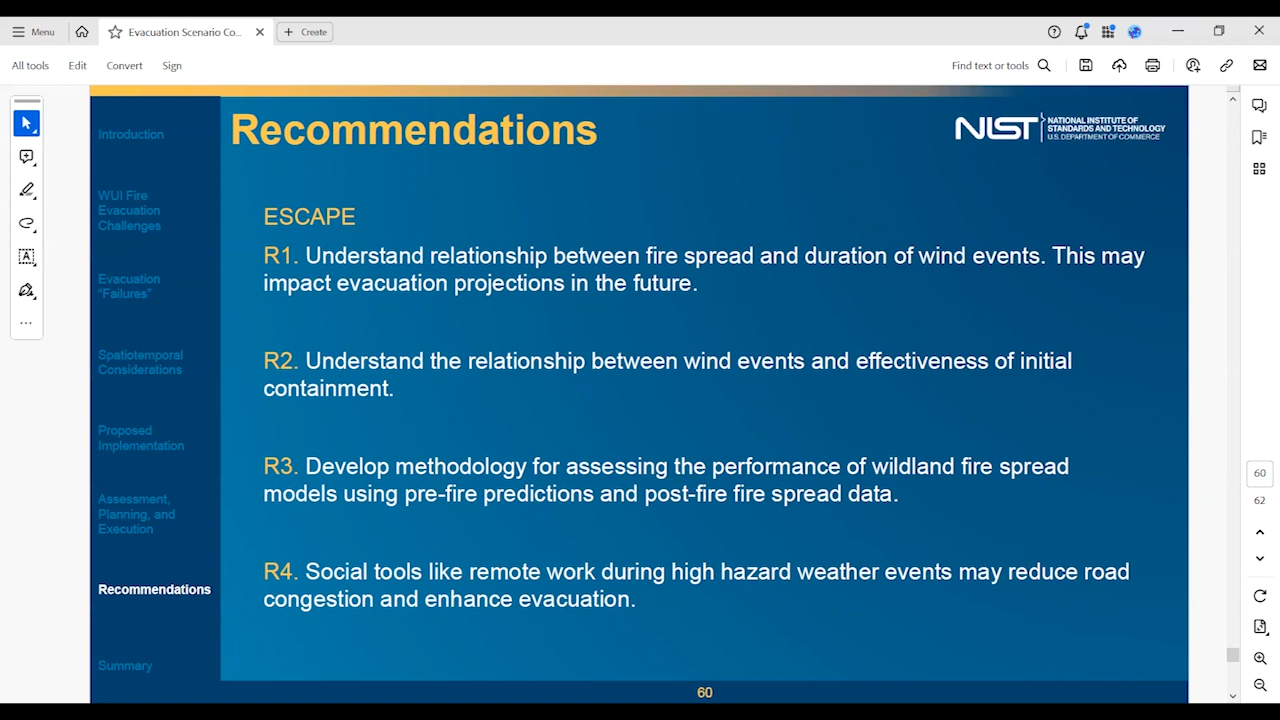 Menu
Evacuation Scenario Co...
Create
All tools
Edit
Convert
Sign
Find text or tools
Introduction
WUI Fire
Evacuation
Challenges
Evacuation
“Failures”
Spatiotemporal
Considerations
Proposed
Implementation
Assessment,
Planning, and
Execution
Recommendations
Summary
Recommendations
NIST
NATIONAL INSTITUTE OF
STANDARDS AND TECHNOLOGY
U.S. DEPARTMENT OF COMMERCE
ESCAPE
R1. Understand relationship between fire spread and duration of wind events. This may
impact evacuation projections in the future.
R2. Understand the relationship between wind events and effectiveness of initial
containment.
R3. Develop methodology for assessing the performance of wildland fire spread
models using pre-fire predictions and post-fire fire spread data.
R4. Social tools like remote work during high hazard weather events may reduce road
congestion and enhance evacuation.
60
60
62